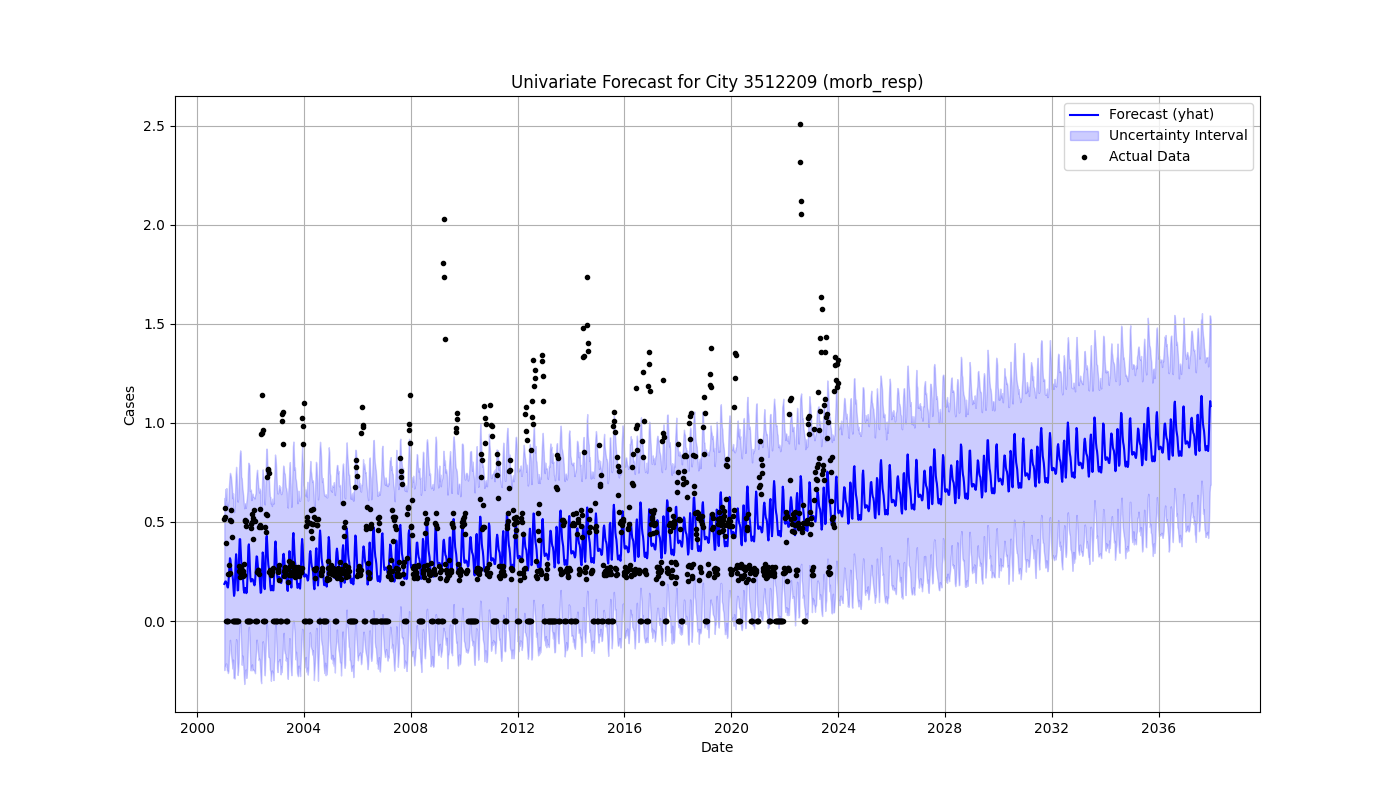 Univariate Forecast for City 3512209 (morb_resp)
Forecast (yhat)
Uncertainty Interval
Actual Data
2.5
2.0
1.5
1.0
0.5
0.0
Cases
2000 2004 2008 2012 2016 2020 2024 2028 2032 2036
Date